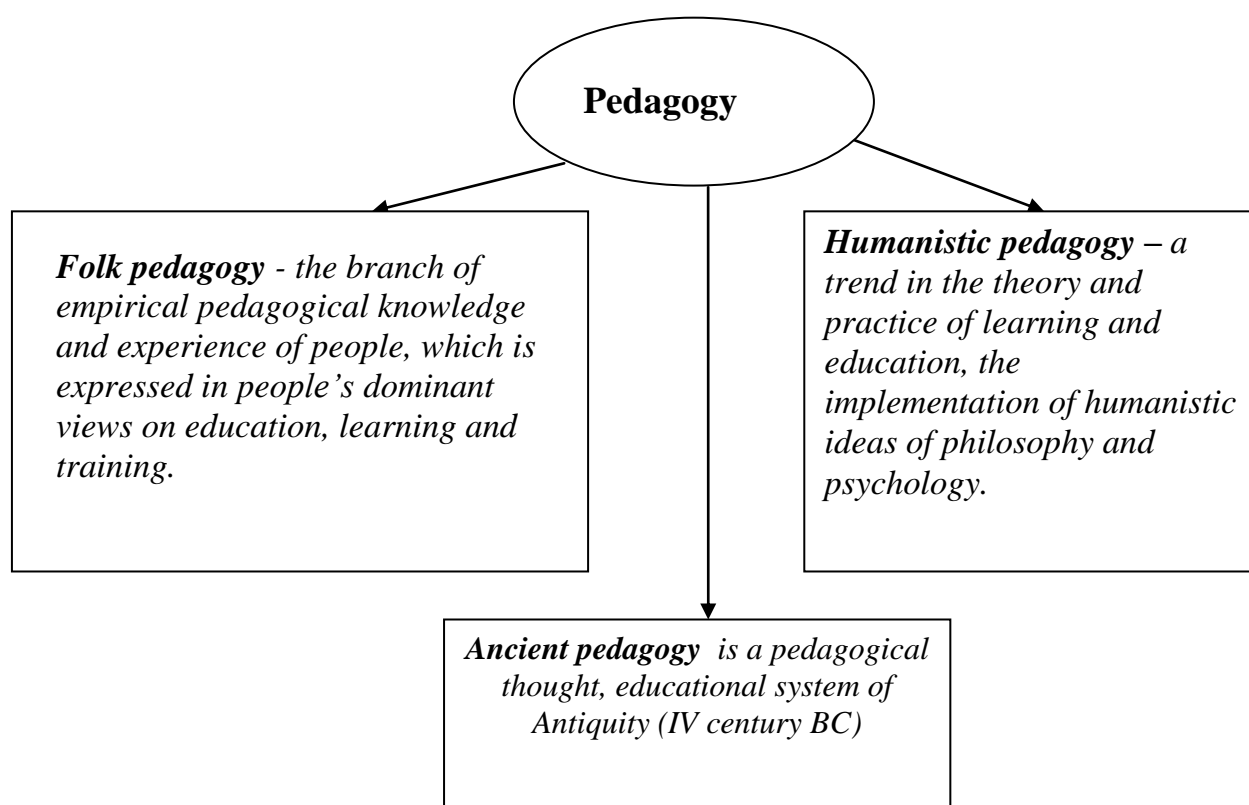 Pedagogy
Folk pedagogy - the branch of
empirical pedagogical knowledge
and experience of people, which is
expressed in people's dominant
views on education, learning and
training.
Humanistic pedagogy – a
trend in the theory and
practice of learning and
education, the
implementation of humanistic
ideas of philosophy and
psychology.
Ancient pedagogy is a pedagogical
thought, educational system of
Antiquity (IV century BC)